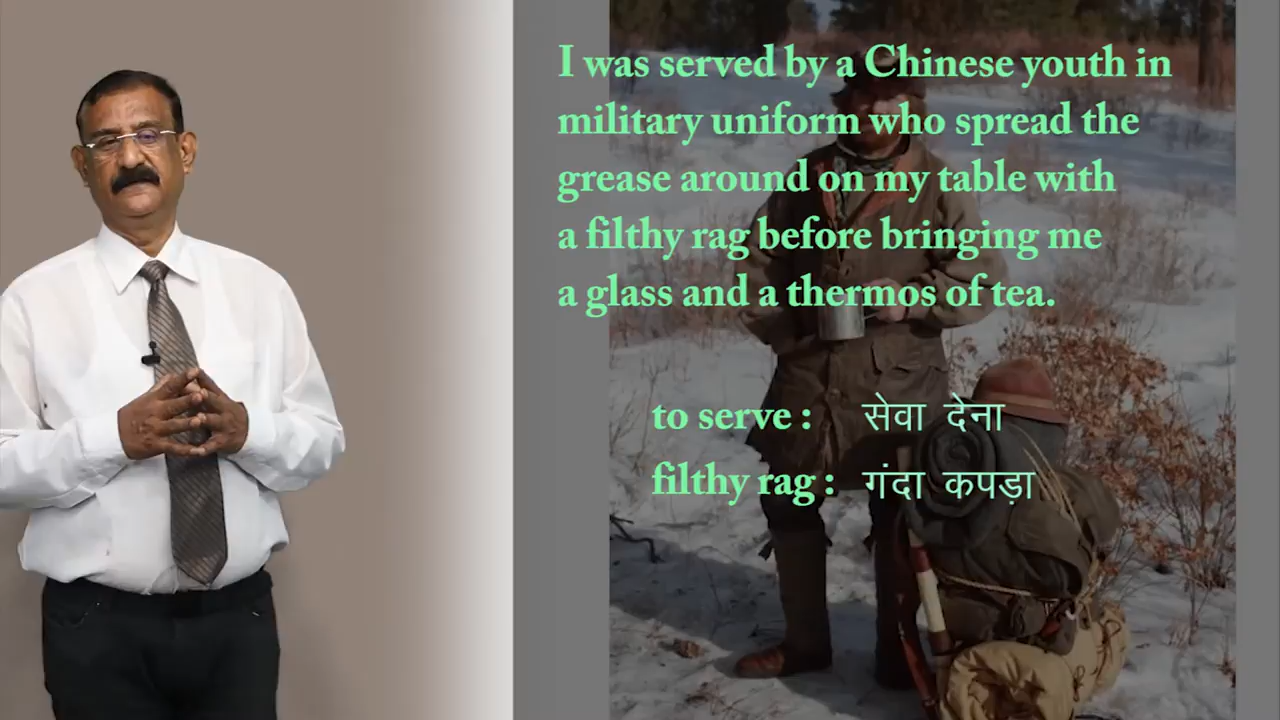 I was served by a Chinese youth in
military uniform who spread the
grease around on my table with
a filthy rag before bringing me
a glass and a thermos of tea.
to serve : सेवा देना
filthy rag : गंदा कपड़ा